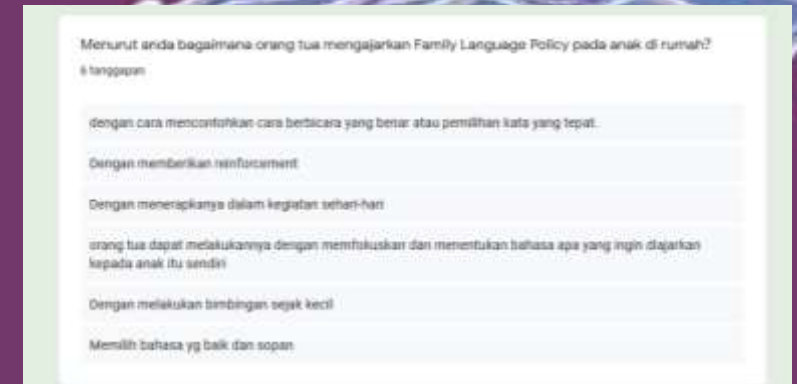 Menurut anda bagaimana orang tua mengajarkan Family Language Policy pada anak di rumah?
6 tanggapan
dengan cara mencontohkan cara berbicara yang benar atau pemilihan kata yang tepat.
Dengan memberikan reinforcement
Dengan menerapkanya dalam kegiatan sehari-hari
orang tua dapat melakukannya dengan memfokuskan dan menentukan bahasa apa yang ingin diajarkan
kepada anak itu sendiri
Dengan melakukan bimbingan sejak kecil
Memilih bahasa yg baik dan sopan